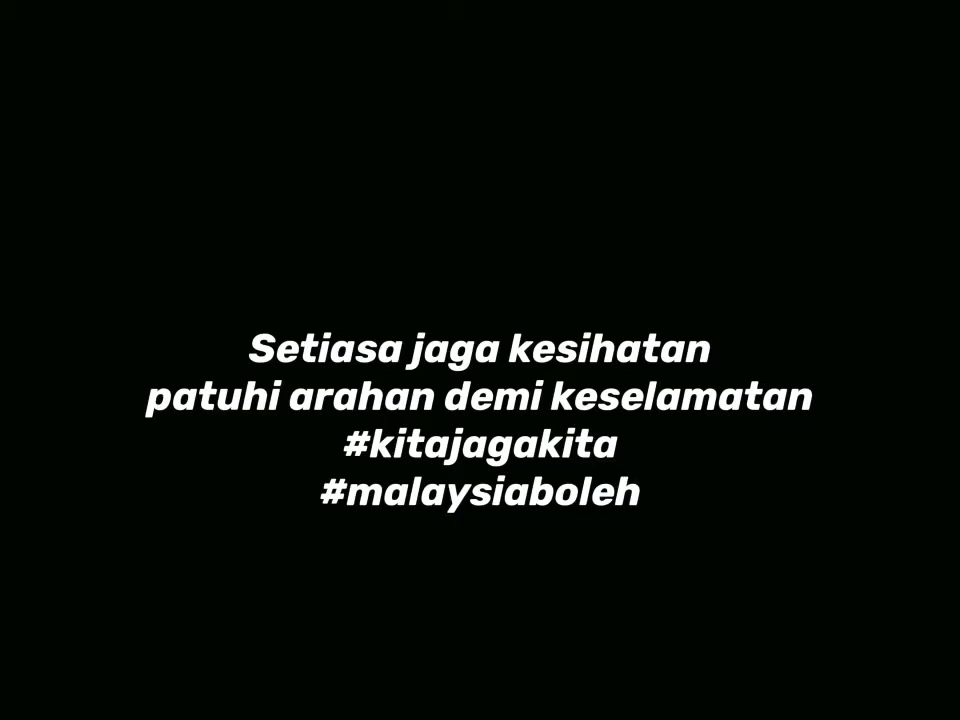 Setiasa jaga kesihatan
patuhi arahan demi keselamatan
#kitajagakita
#malaysiaboleh